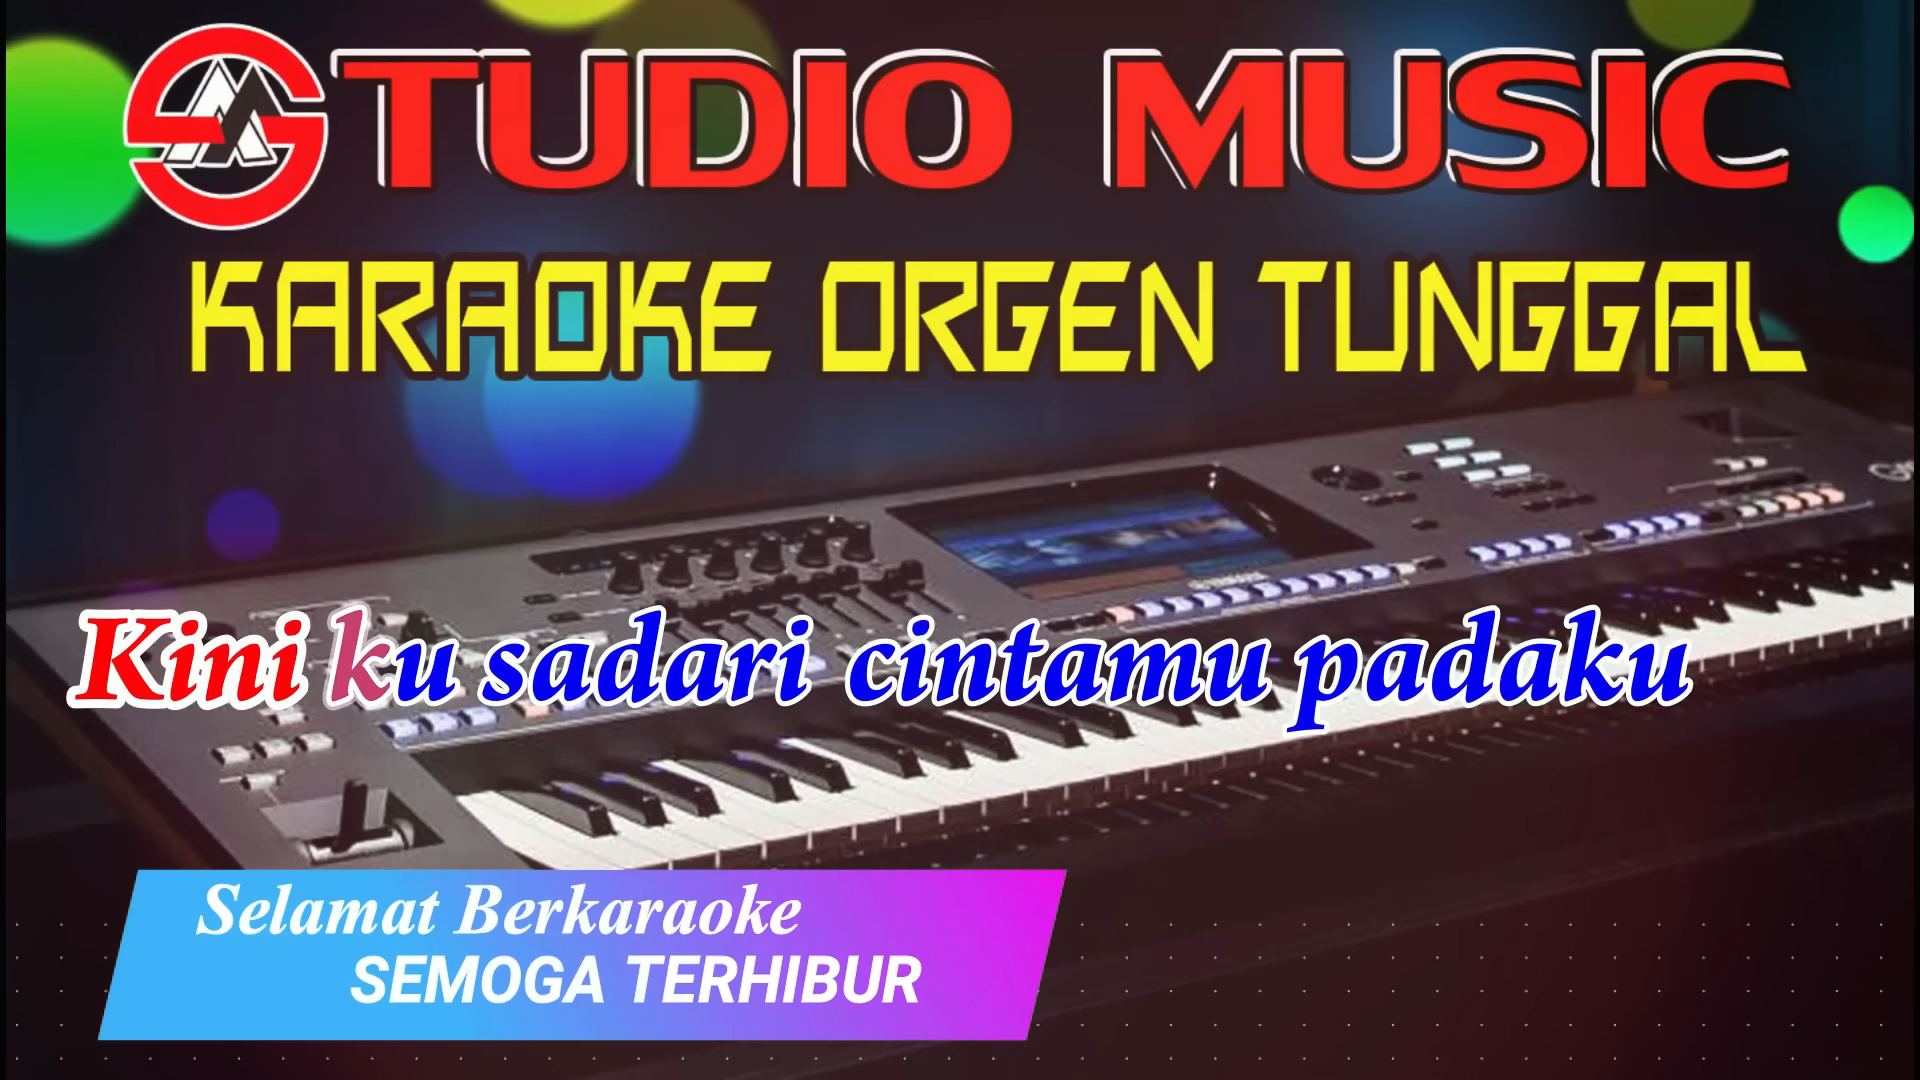 STUDIO MUSIC
KARAOKE ORGEN TUNGGAL
Kini ku sadari cintamu padaku
Selamat Berkaraoke
SEMOGA TERHIBUR